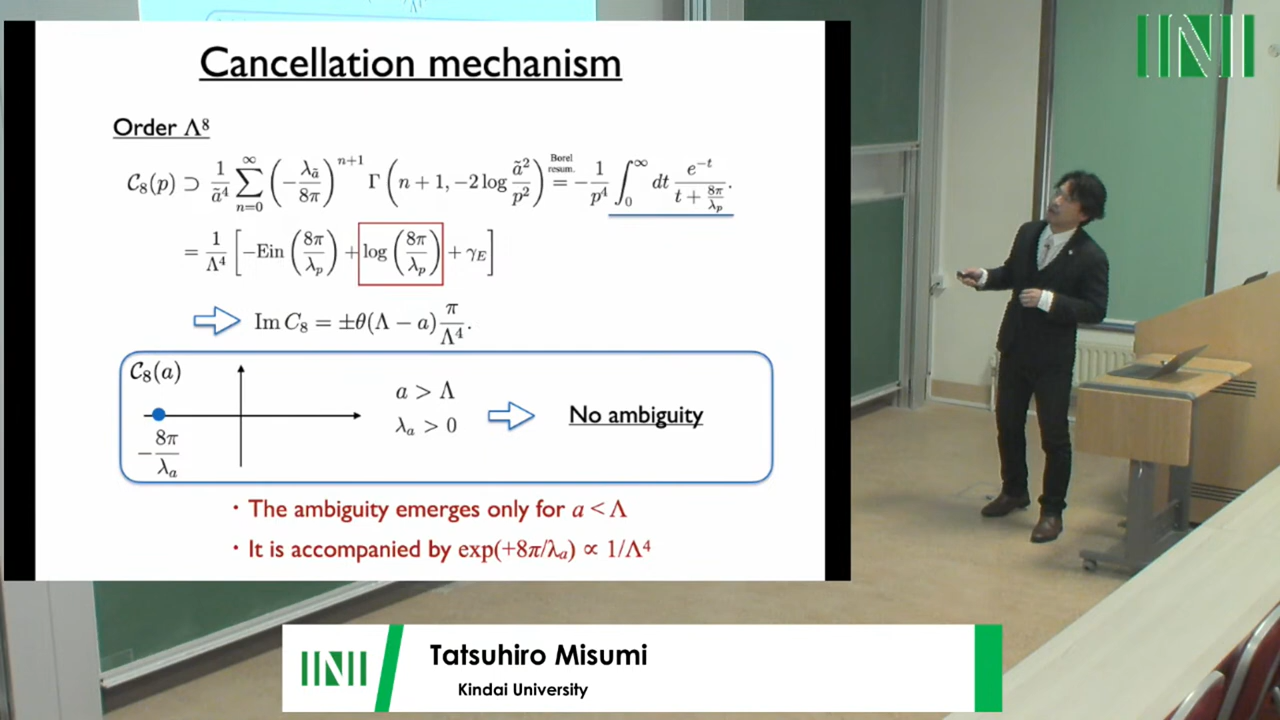 Cancellation mechanism
Order Λ⁸
C₈(p) ⊃ 1/ã⁴ ∑_{n=0}^{∞} (−λ_ã/8π)^{n+1} Γ(n+1, −2 log ã²/p²) =^{Borel resum.} −1/p⁴ ∫₀^∞ dt e^{−t}/(t + 8π/λ_p).
= 1/Λ⁴ [−Ein(8π/λ_p) + log(8π/λ_p) + γ_E]
Im C₈ = ±θ(Λ − a) π/Λ⁴.
C₈(a)
−8π/λₐ
a > Λ
λₐ > 0
No ambiguity
· The ambiguity emerges only for a < Λ
· It is accompanied by exp(+8π/λₐ) ∝ 1/Λ⁴
Tatsuhiro Misumi
Kindai University